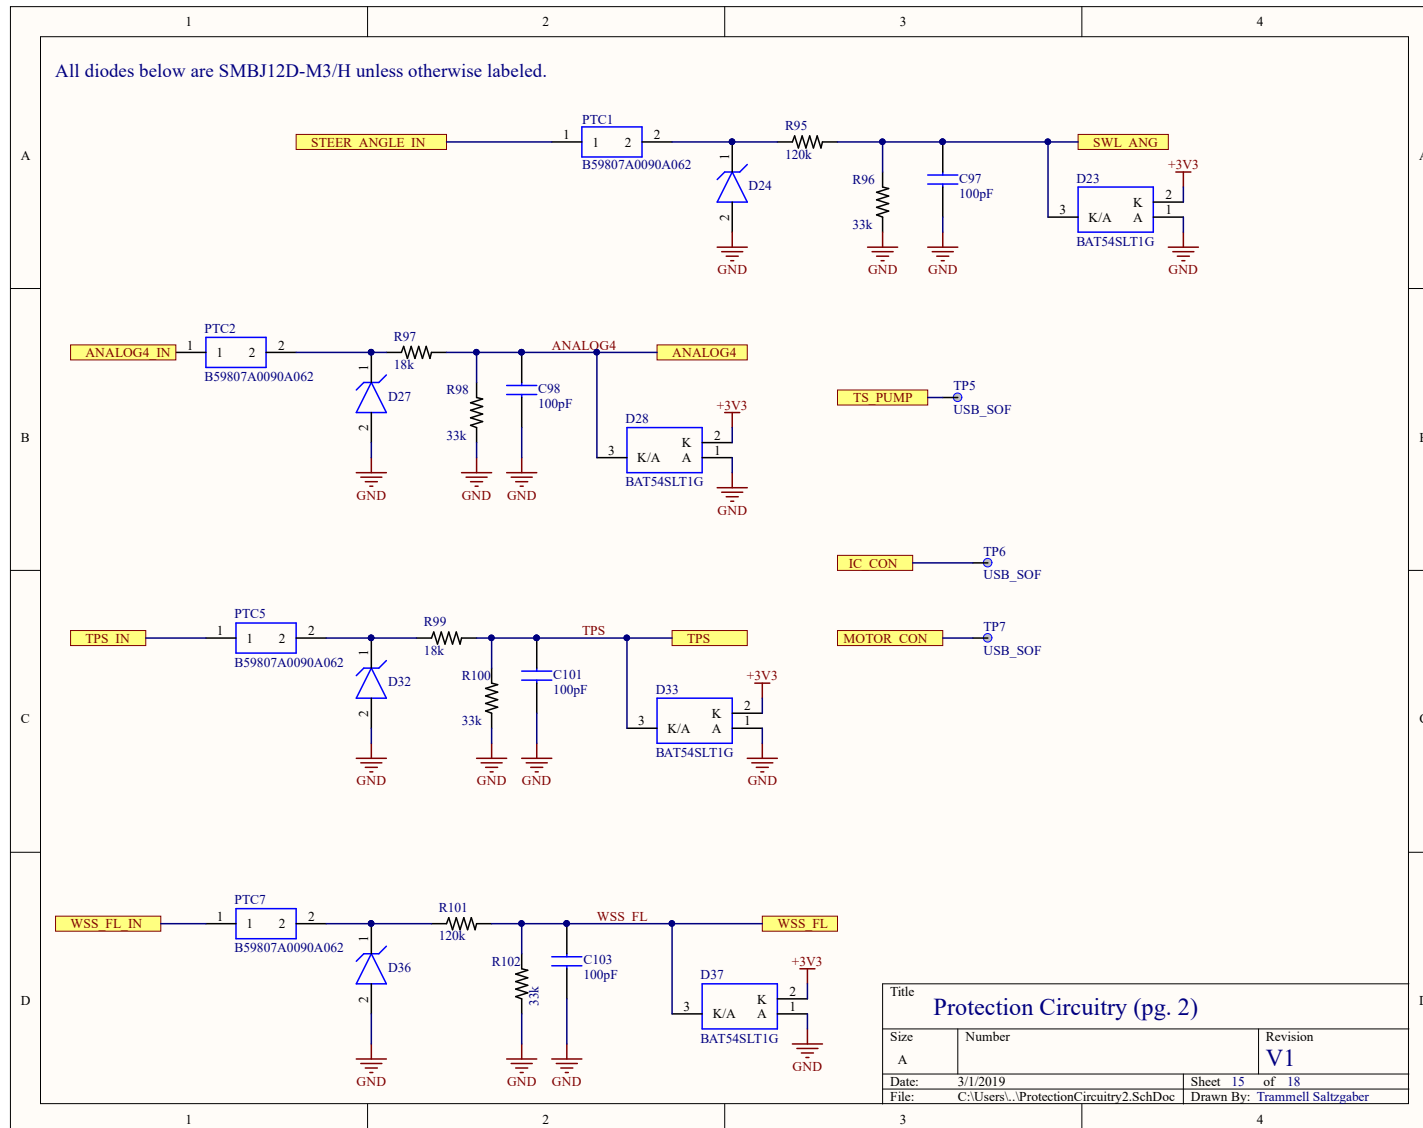 1 2 3 4
All diodes below are SMBJ12D-M3/H unless otherwise labeled.
A
STEER_ANGLE_IN
1
PTC1
1 2
B59807A0090A062
2
1
D24
2
GND
R95
120k
R96
33k
GND
C97
100pF
GND
SWL_ANG
D23
3
K/A
K
A
2
1
BAT54SLT1G
+3V3
GND
B
ANALOG4_IN
1
PTC2
1 2
B59807A0090A062
2
1
D27
2
GND
R97
18k
R98
33k
GND
C98
100pF
GND
ANALOG4
ANALOG4
D28
3
K/A
K
A
2
1
BAT54SLT1G
+3V3
GND
TS_PUMP
TP5
USB_SOF
IC_CON
TP6
USB_SOF
MOTOR_CON
TP7
USB_SOF
C
TPS_IN
1
PTC5
1 2
B59807A0090A062
2
1
D32
2
GND
R99
18k
R100
33k
GND
C101
100pF
GND
TPS
TPS
D33
3
K/A
K
A
2
1
BAT54SLT1G
+3V3
GND
D
WSS_FL_IN
1
PTC7
1 2
B59807A0090A062
2
1
D36
2
GND
R101
120k
R102
33k
GND
C103
100pF
GND
WSS_FL
WSS_FL
D37
3
K/A
K
A
2
1
BAT54SLT1G
+3V3
GND
Title
Protection Circuitry (pg. 2)
Size
A
Number
Revision
V1
Date: 3/1/2019
Sheet 15 of 18
File: C:\Users\..\ProtectionCircuitry2.SchDoc
Drawn By: Trammell Saltzgaber
1 2 3 4